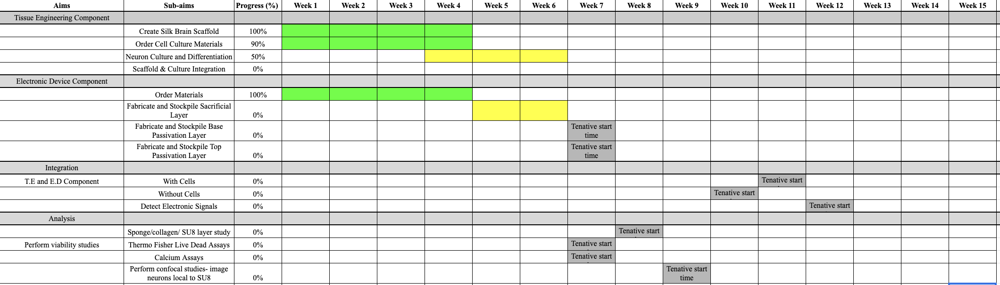 Aims Sub-aims Progress (%) Week 1 Week 2 Week 3 Week 4 Week 5 Week 6 Week 7 Week 8 Week 9 Week 10 Week 11 Week 12 Week 13 Week 14 Week 15
Tissue Engineering Component
Create Silk Brain Scaffold 100%
Order Cell Culture Materials 90%
Neuron Culture and Differentiation 50%
Scaffold & Culture Integration 0%
Electronic Device Component
Order Materials 100%
Fabricate and Stockpile Sacrificial
Layer 0%
Fabricate and Stockpile Base Tenative start
Passivation Layer 0% time
Fabricate and Stockpile Top Tenative start
Passivation Layer 0% time
Integration
T.E and E.D Component With Cells 0% Tenative start
Without Cells 0% Tenative start
Detect Electronic Signals 0% Tenative start
Analysis
Sponge/collagen/ SU8 layer study 0% Tenative start
Perform viability studies Thermo Fisher Live Dead Assays 0% Tenative start
Calcium Assays 0% Tenative start
Perform confocal studies- image Tenative start
neurons local to SU8 0% time